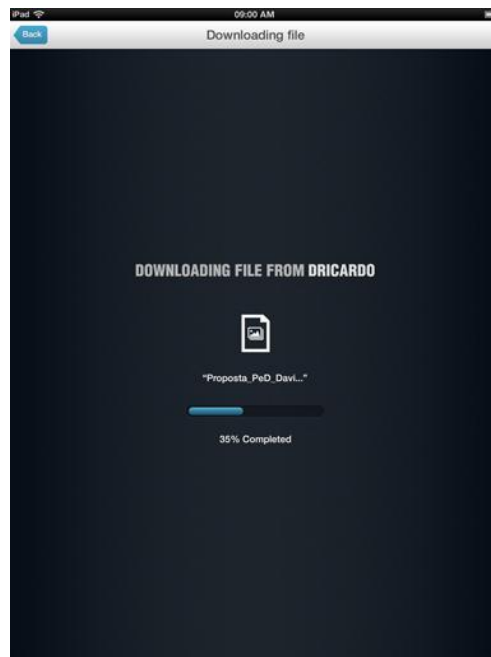 iPad
09:00 AM
Back
Downloading file
DOWNLOADING FILE FROM DRICARDO
"Proposta_PeD_Davi..."
35% Completed